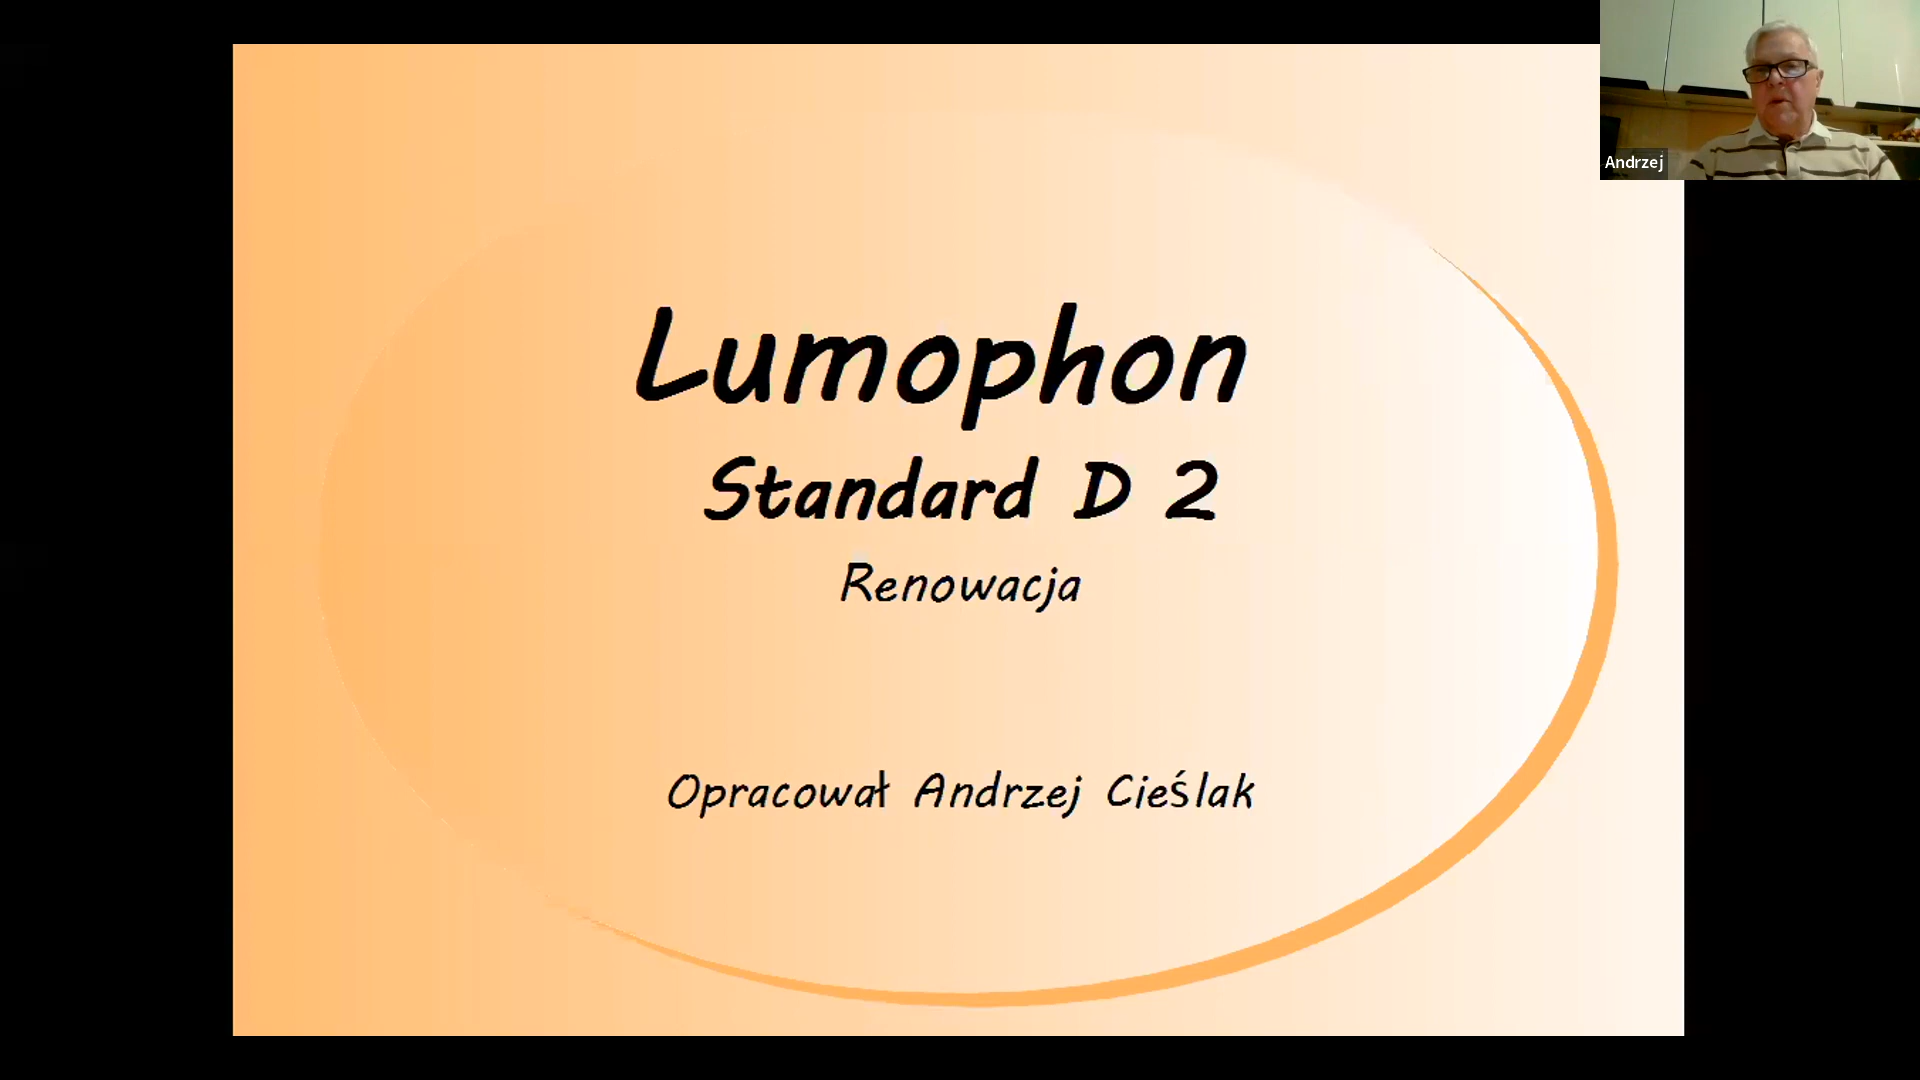 Lumophon
Standard D 2
Renowacja
Opracował Andrzej Cieślak
Andrzej